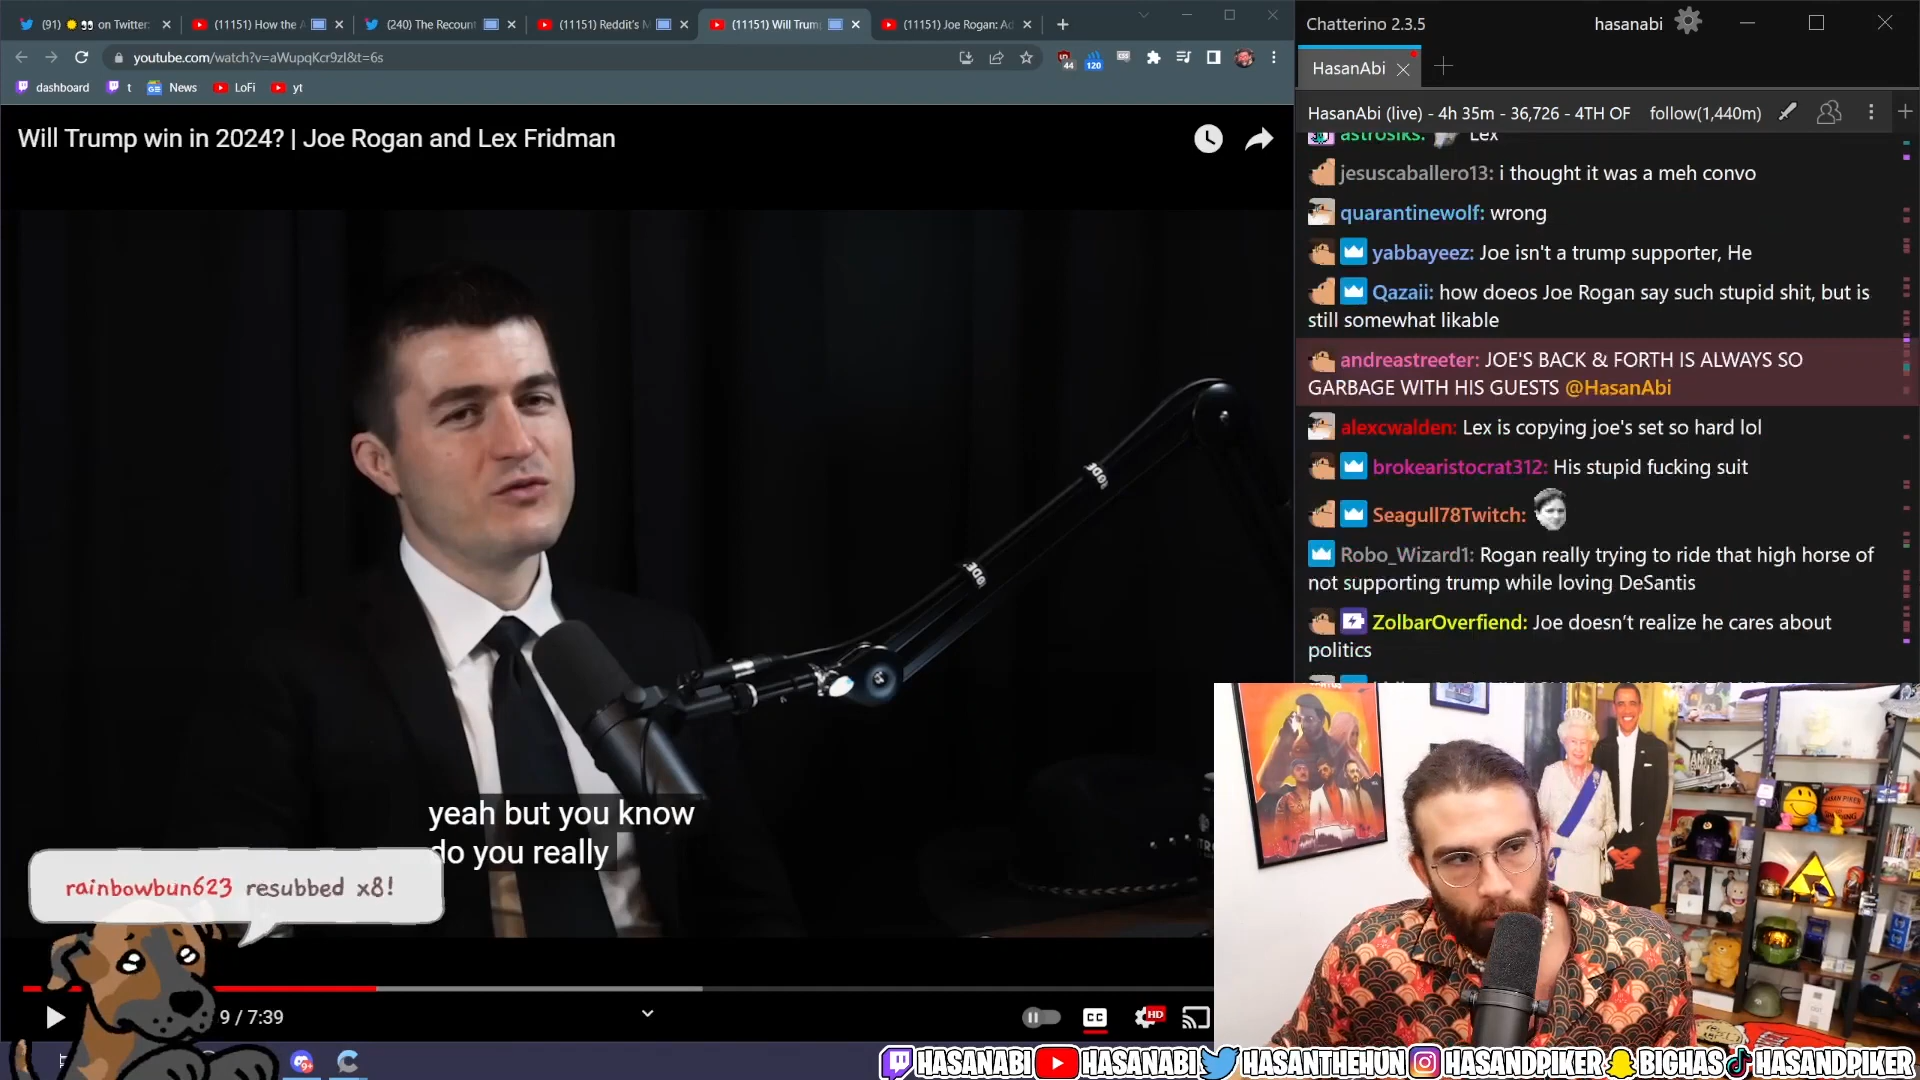 (91) 👀 on Twitter:
(11151) How the A
(240) The Recount
(11151) Reddit's M
(11151) Will Trum
(11151) Joe Rogan: Ad
youtube.com/watch?v=aWupqKcr9zI&t=6s
44
120
dashboard
t
News
LoFi
yt
Will Trump win in 2024? | Joe Rogan and Lex Fridman
yeah but you know
do you really
rainbowbun623 resubbed x8!
9 / 7:39
CC
HD
Chatterino 2.3.5
hasanabi
HasanAbi
HasanAbi (live) - 4h 35m - 36,726 - 4TH OF
follow(1,440m)
astrosiks: Lex
jesuscaballero13: i thought it was a meh convo
quarantinewolf: wrong
yabbayeez: Joe isn't a trump supporter, He
Qazaii: how doeos Joe Rogan say such stupid shit, but is
still somewhat likable
andreastreeter: JOE'S BACK & FORTH IS ALWAYS SO
GARBAGE WITH HIS GUESTS @HasanAbi
alexcwalden: Lex is copying joe's set so hard lol
brokearistocrat312: His stupid fucking suit
Seagull78Twitch:
Robo_Wizard1: Rogan really trying to ride that high horse of
not supporting trump while loving DeSantis
ZolbarOverfiend: Joe doesn't realize he cares about
politics
HASANABI
HASANABI
HASANTHEHUN
HASANDPIKER
BIGHAS
HASANDPIKER